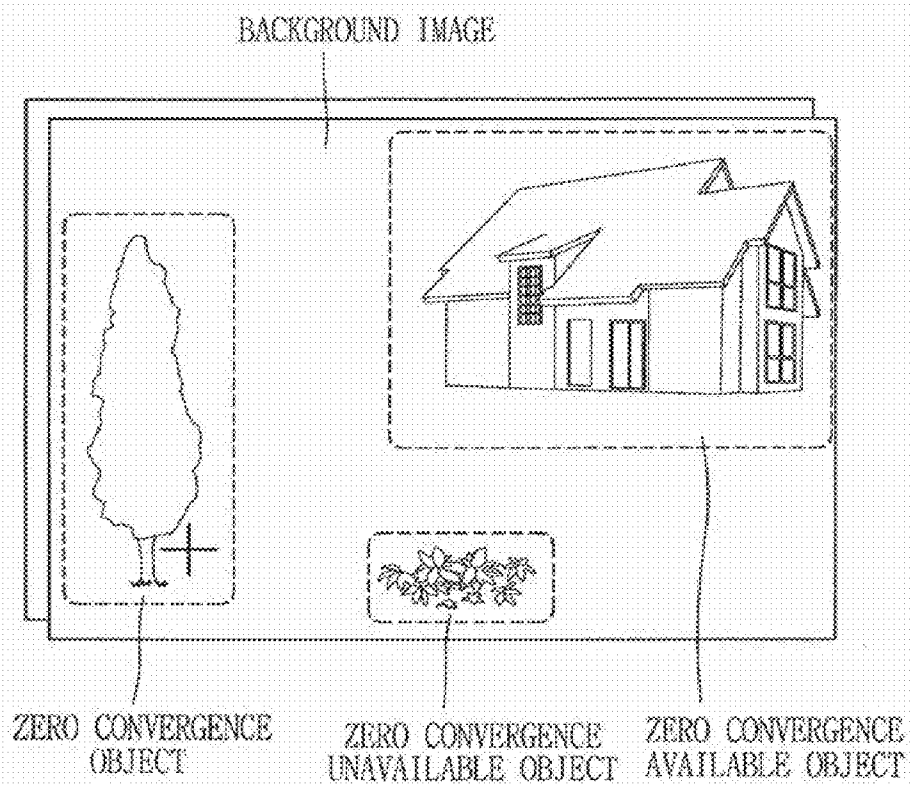 BACKGROUND IMAGE
ZERO CONVERGENCE
OBJECT
ZERO CONVERGENCE
UNAVAILABLE OBJECT
ZERO CONVERGENCE
AVAILABLE OBJECT